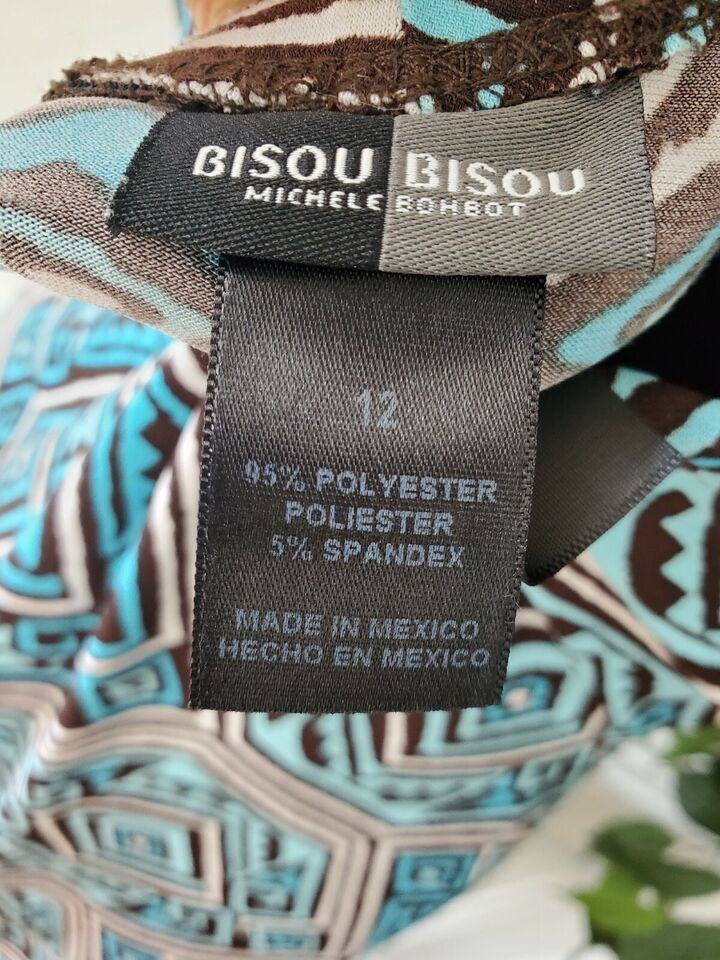 BISOU BISOU
MICHELE BOHBOT
12
95% POLYESTER
POLIESTER
5% SPANDEX
MADE IN MEXICO
HECHO EN MEXICO